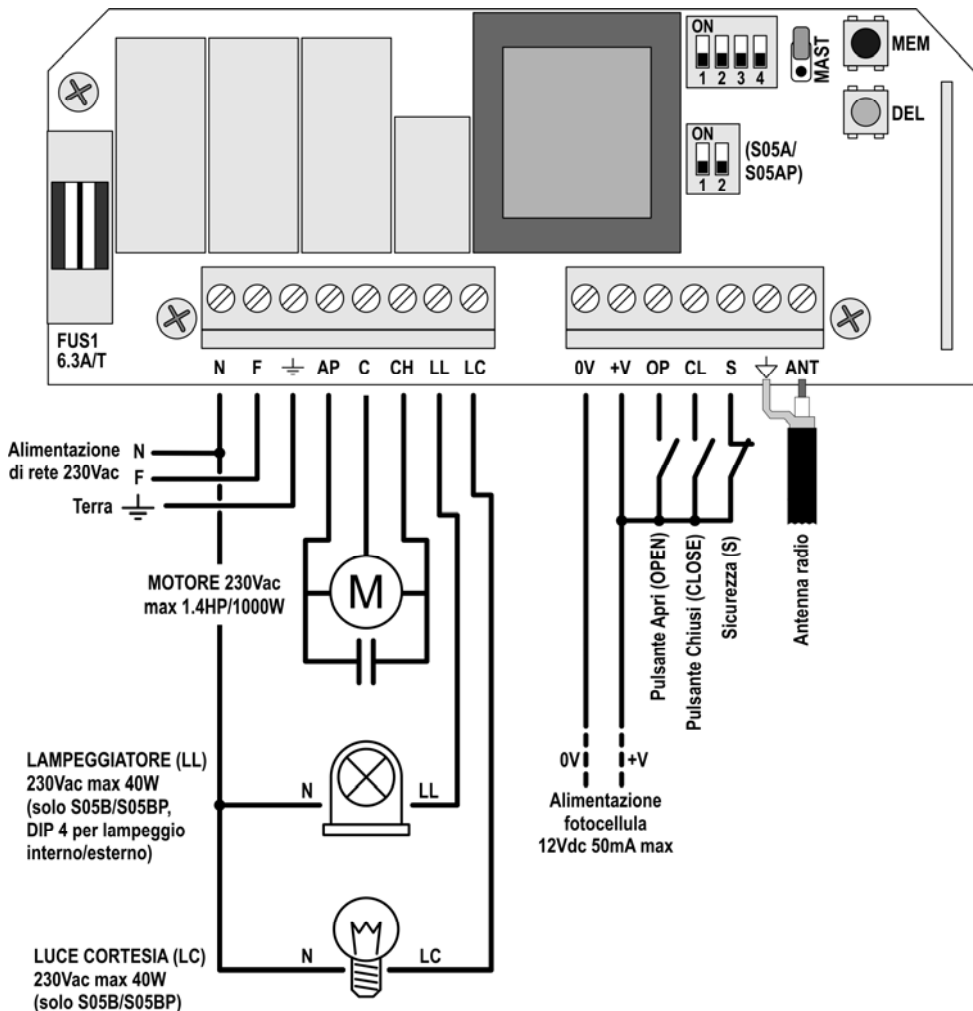 ON
1 2 3 4
MAST
MEM
DEL
ON
1 2
(S05A/
S05AP)
FUS1
6.3A/T
N F AP C CH LL LC
0V +V OP CL S ANT
Alimentazione
di rete 230Vac
N
F
Terra
MOTORE 230Vac
max 1.4HP/1000W
M
Pulsante Apri (OPEN)
Pulsante Chiusi (CLOSE)
Sicurezza (S)
Antenna radio
LAMPEGGIATORE (LL)
230Vac max 40W
(solo S05B/S05BP,
DIP 4 per lampeggio
interno/esterno)
N LL
0V +V
Alimentazione
fotocellula
12Vdc 50mA max
LUCE CORTESIA (LC)
230Vac max 40W
(solo S05B/S05BP)
N LC